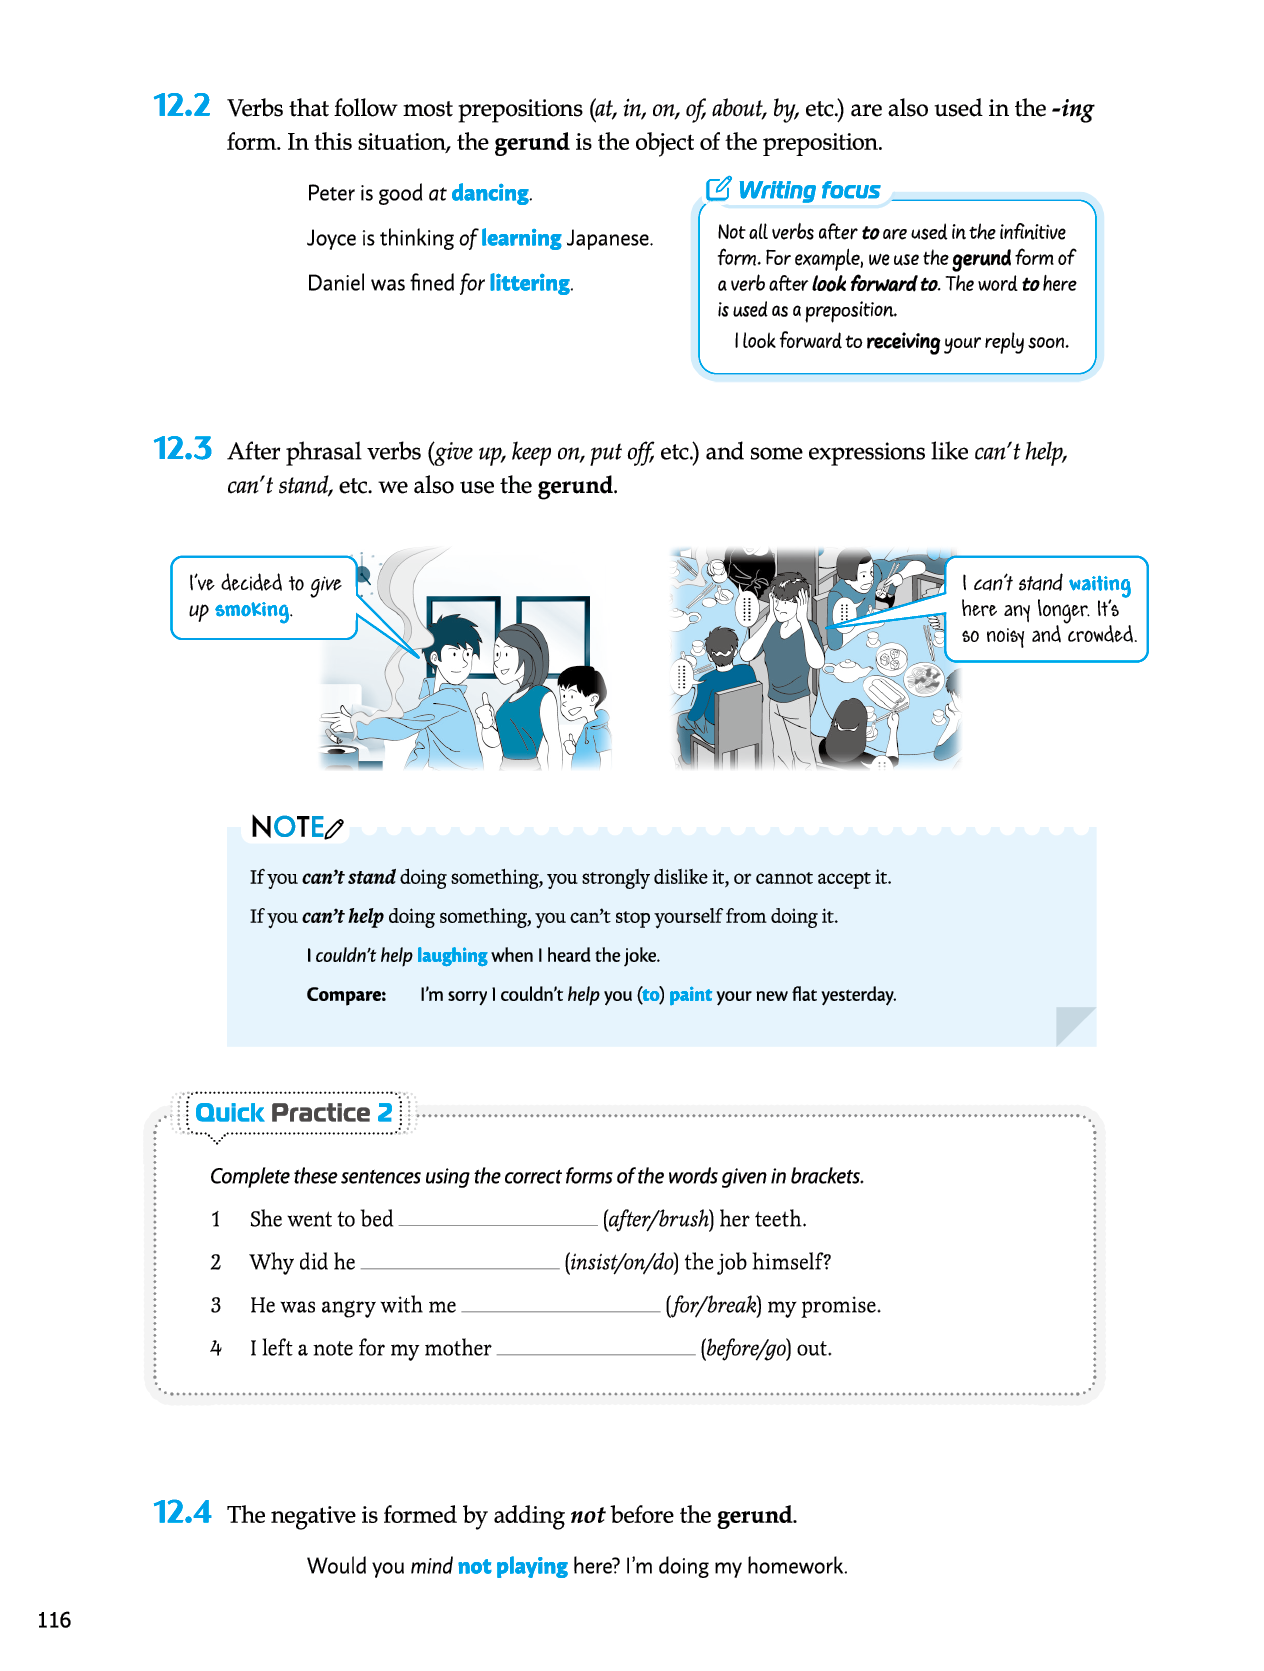 12.2 Verbs that follow most prepositions (at, in, on, of, about, by, etc.) are also used in the -ing
form. In this situation, the gerund is the object of the preposition.
Peter is good at dancing.
Joyce is thinking of learning Japanese.
Daniel was fined for littering.
Writing focus
Not all verbs after to are used in the infinitive
form. For example, we use the gerund form of
a verb after look forward to. The word to here
is used as a preposition.
I look forward to receiving your reply soon.
12.3 After phrasal verbs (give up, keep on, put off, etc.) and some expressions like can't help,
can't stand, etc. we also use the gerund.
I've decided to give
up smoking.
I can't stand waiting
here any longer. It's
so noisy and crowded.
NOTE
If you can't stand doing something, you strongly dislike it, or cannot accept it.
If you can't help doing something, you can't stop yourself from doing it.
I couldn't help laughing when I heard the joke.
Compare: I'm sorry I couldn't help you (to) paint your new flat yesterday.
Quick Practice 2
Complete these sentences using the correct forms of the words given in brackets.
1 She went to bed ____________________ (after/brush) her teeth.
2 Why did he ____________________ (insist/on/do) the job himself?
3 He was angry with me ____________________ (for/break) my promise.
4 I left a note for my mother ____________________ (before/go) out.
12.4 The negative is formed by adding not before the gerund.
Would you mind not playing here? I'm doing my homework.
116